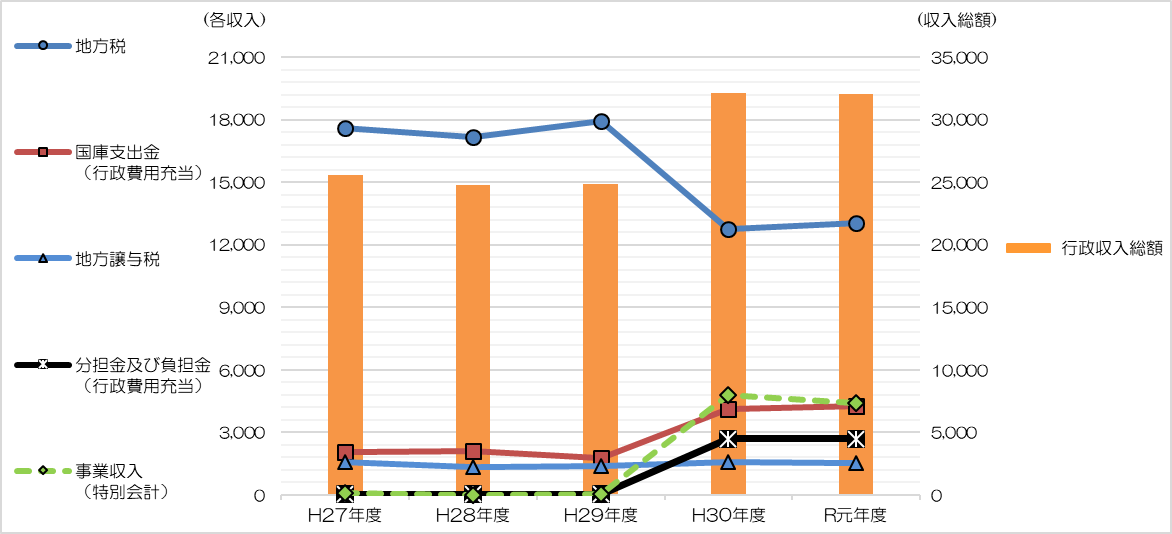 (各収入)
(収入総額)
地方税
国庫支出金
（行政費用充当）
地方譲与税
分担金及び負担金
（行政費用充当）
事業収入
（特別会計）
21,000
18,000
15,000
12,000
9,000
6,000
3,000
0
35,000
30,000
25,000
20,000
15,000
10,000
5,000
0
行政収入総額
H27年度
H28年度
H29年度
H30年度
R元年度